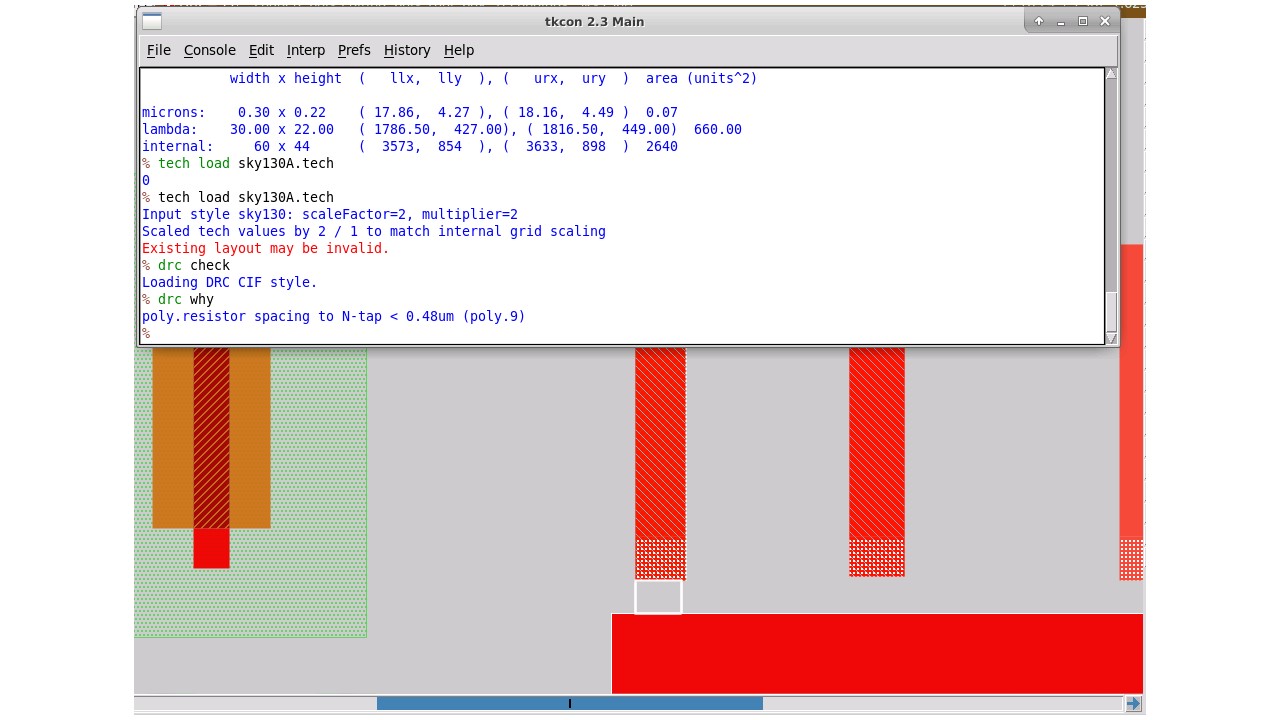 tkcon 2.3 Main
File Console Edit Interp Prefs History Help
width x height ( llx, lly ), ( urx, ury ) area (units^2)
microns: 0.30 x 0.22 ( 17.86, 4.27 ), ( 18.16, 4.49 ) 0.07
lambda: 30.00 x 22.00 ( 1786.50, 427.00), ( 1816.50, 449.00) 660.00
internal: 60 x 44 ( 3573, 854 ), ( 3633, 898 ) 2640
% tech load sky130A.tech
0
% tech load sky130A.tech
Input style sky130: scaleFactor=2, multiplier=2
Scaled tech values by 2 / 1 to match internal grid scaling
Existing layout may be invalid.
% drc check
Loading DRC CIF style.
% drc why
poly.resistor spacing to N-tap < 0.48um (poly.9)
%